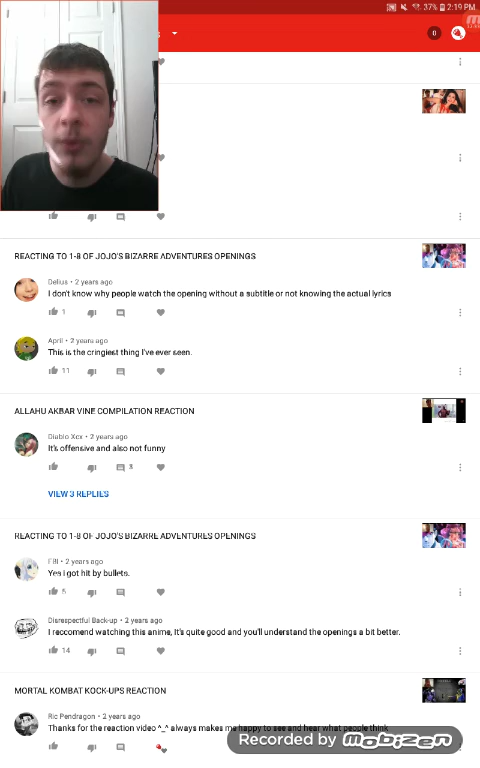 37% 2:19 PM
0
REACTING TO 1-8 OF JOJO'S BIZARRE ADVENTURES OPENINGS
Delius • 2 years ago
I don't know why people watch the opening without a subtitle or not knowing the actual lyrics
1
April • 2 years ago
This is the cringiest thing I've ever seen.
11
ALLAHU AKBAR VINE COMPILATION REACTION
Diablo Xcx • 2 years ago
It's offensive and also not funny
3
VIEW 3 REPLIES
REACTING TO 1-8 OF JOJO'S BIZARRE ADVENTURES OPENINGS
• 2 years ago
Yes I got hit by bullets.
5
Disrespectful Back-up • 2 years ago
I reccomend watching this anime, It's quite good and you'll understand the openings a bit better.
14
MORTAL KOMBAT KOCK-UPS REACTION
Ric Pendragon • 2 years ago
Thanks for the reaction video ^_^ always makes me happy to see and hear what people think
Recorded by mobizen